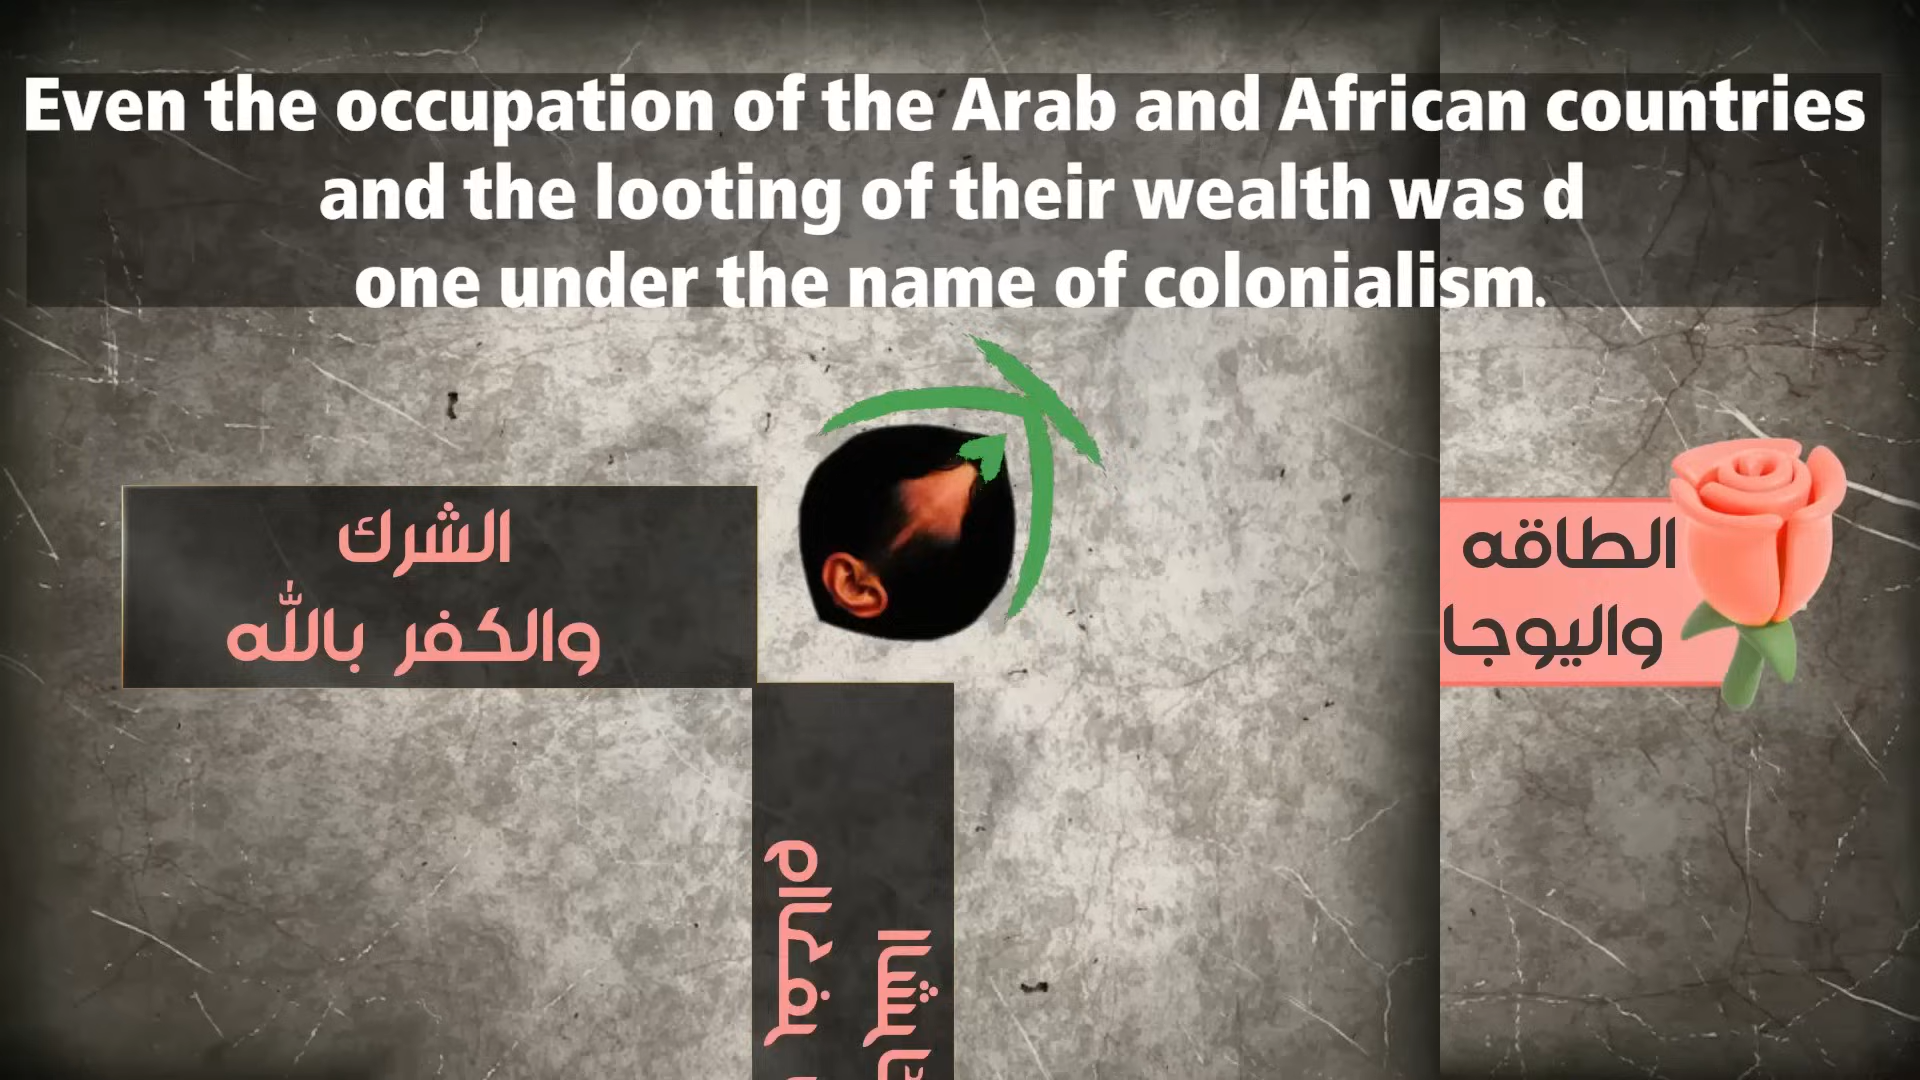 Even the occupation of the Arab and African countries
and the looting of their wealth was d
one under the name of colonialism.
الشرك
والكفر بالله
الطاقه
واليوجا
الشرك